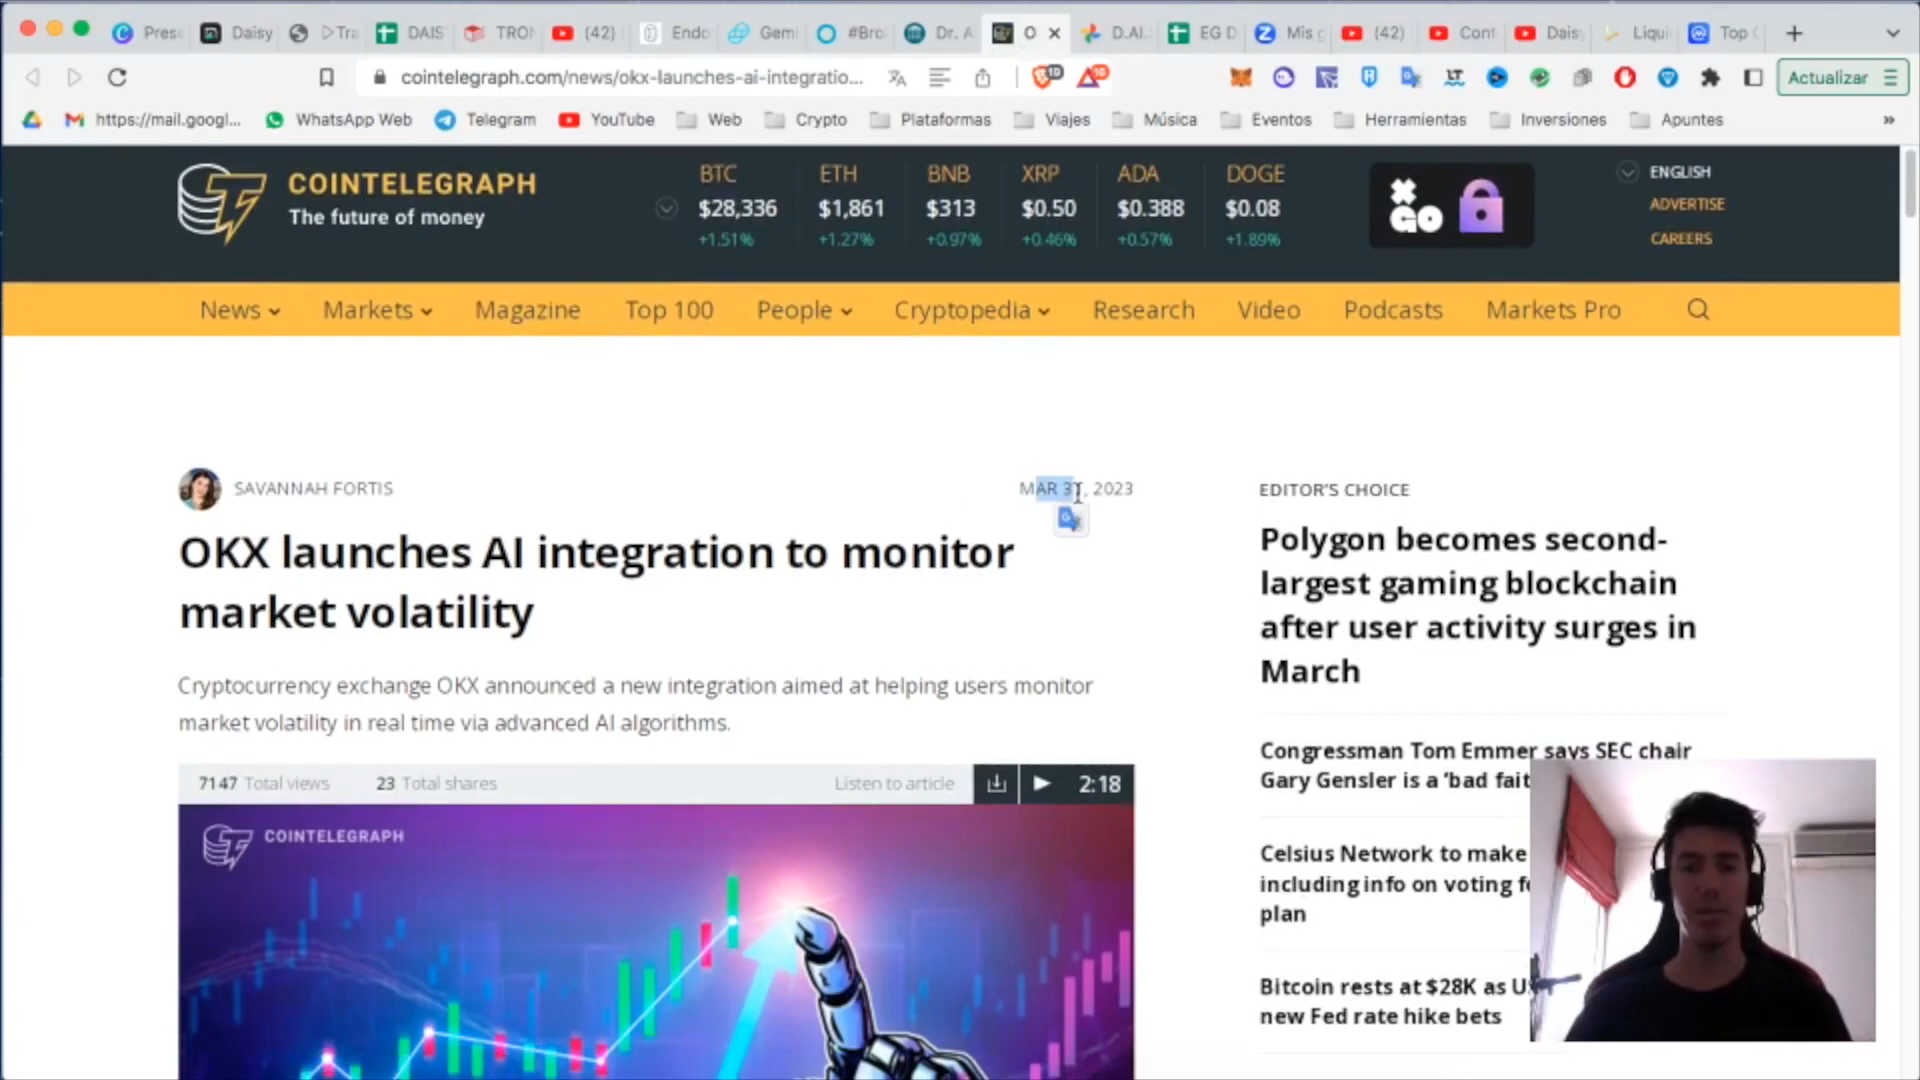 Pres
Daisy
Tra
DAIS
TRON
(42)
Endo
Gemi
#Bro
Dr. A
O
D.AI.
EG D
Mis g
(42)
Cont
Dais
Liqui
Top C
cointelegraph.com/news/okx-launches-ai-integratio...
Actualizar
https://mail.googl...
WhatsApp Web
Telegram
YouTube
Web
Crypto
Plataformas
Viajes
Música
Eventos
Herramientas
Inversiones
Apuntes
»
COINTELEGRAPH
The future of money
BTC
$28,336
+1.51%
ETH
$1,861
+1.27%
BNB
$313
+0.97%
XRP
$0.50
+0.46%
ADA
$0.388
+0.57%
DOGE
$0.08
+1.89%
GO
ENGLISH
ADVERTISE
CAREERS
News
Markets
Magazine
Top 100
People
Cryptopedia
Research
Video
Podcasts
Markets Pro
SAVANNAH FORTIS
MAR 31, 2023
OKX launches AI integration to monitor
market volatility
Cryptocurrency exchange OKX announced a new integration aimed at helping users monitor
market volatility in real time via advanced AI algorithms.
7147 Total views
23 Total shares
Listen to article
2:18
COINTELEGRAPH
EDITOR'S CHOICE
Polygon becomes second-
largest gaming blockchain
after user activity surges in
March
Congressman Tom Emmer says SEC chair
Gary Gensler is a 'bad fait
Celsius Network to make
including info on voting f
plan
Bitcoin rests at $28K as U
new Fed rate hike bets